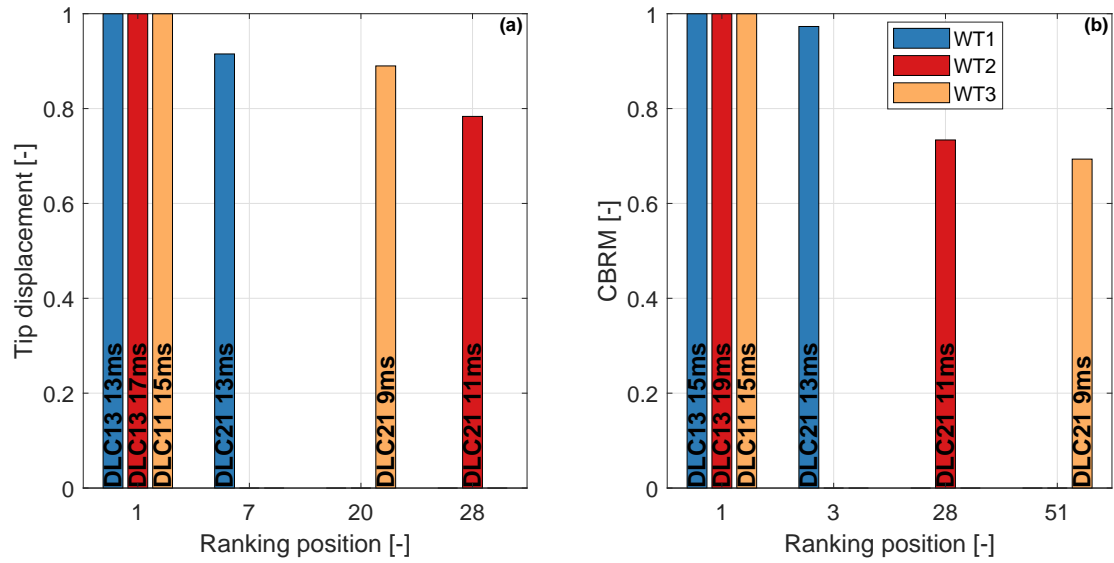 (a)
1
0.8
0.6
0.4
0.2
0
Tip displacement [-]
DLC13 13ms
DLC13 17ms
DLC11 15ms
DLC21 13ms
DLC21 9ms
DLC21 11ms
1 7 20 28
Ranking position [-]
(b)
WT1
WT2
WT3
1
0.8
0.6
0.4
0.2
0
CBRM [-]
DLC13 15ms
DLC13 19ms
DLC11 15ms
DLC21 13ms
DLC21 11ms
DLC21 9ms
1 3 28 51
Ranking position [-]